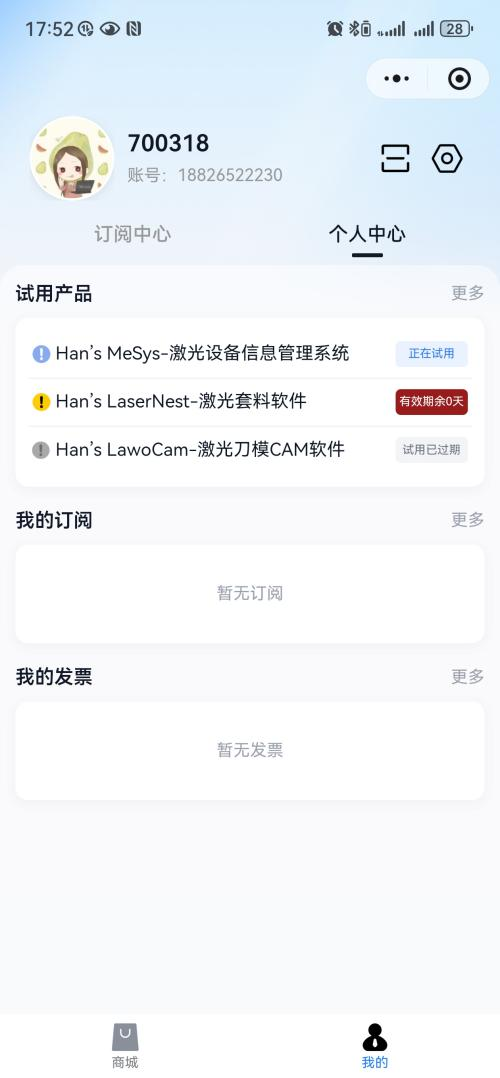 17:52
28
700318
账号：18826522230
订阅中心
个人中心
试用产品
更多
Han’s MeSys-激光设备信息管理系统
正在试用
Han’s LaserNest-激光套料软件
有效期余0天
Han’s LawoCam-激光刀模CAM软件
试用已过期
我的订阅
更多
暂无订阅
我的发票
更多
暂无发票
商城
我的